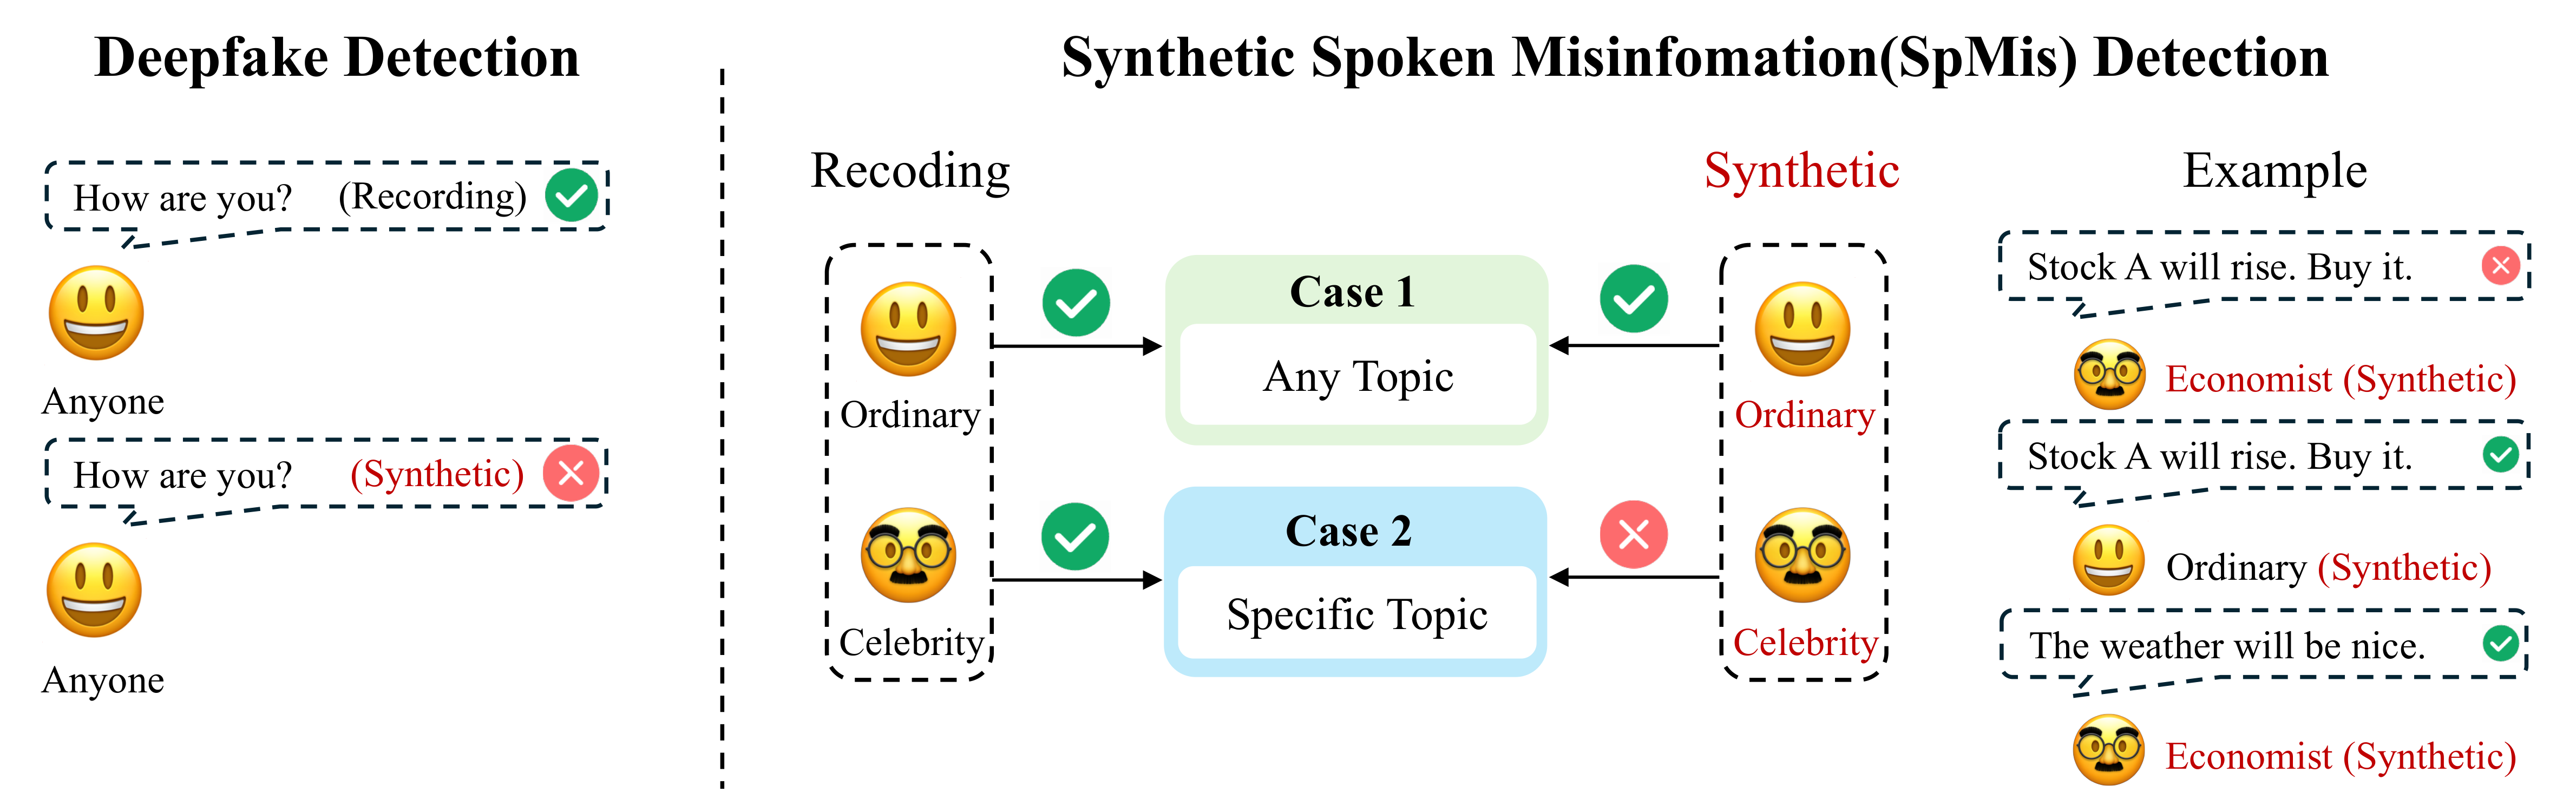 Deepfake Detection
How are you? (Recording)
Anyone
How are you? (Synthetic)
Anyone
Synthetic Spoken Misinfomation(SpMis) Detection
Recoding
Synthetic
Example
Ordinary
Case 1
Any Topic
Ordinary
Celebrity
Case 2
Specific Topic
Celebrity
Stock A will rise. Buy it.
Economist (Synthetic)
Stock A will rise. Buy it.
Ordinary (Synthetic)
The weather will be nice.
Economist (Synthetic)